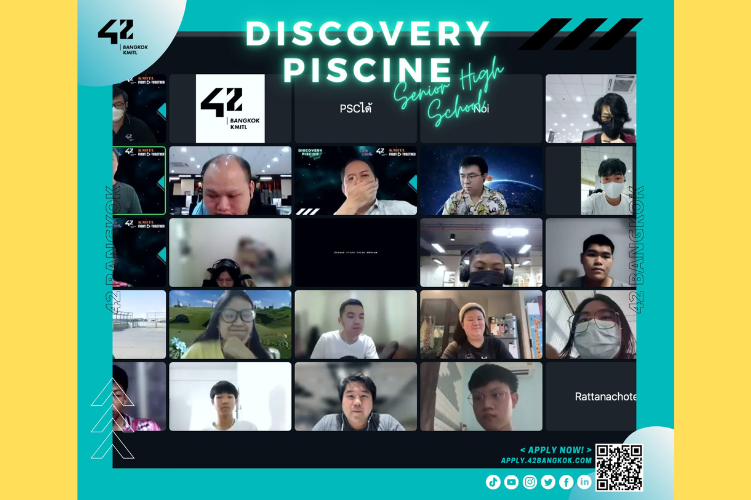 42
BANGKOK
KMITL
DISCOVERY
PISCINE
Senior High
School
42
BANGKOK
KMITL
PSCได้
42 BANGKOK
42 BANGKOK
Rattanachote
< APPLY NOW! >
APPLY.42BANGKOK.COM